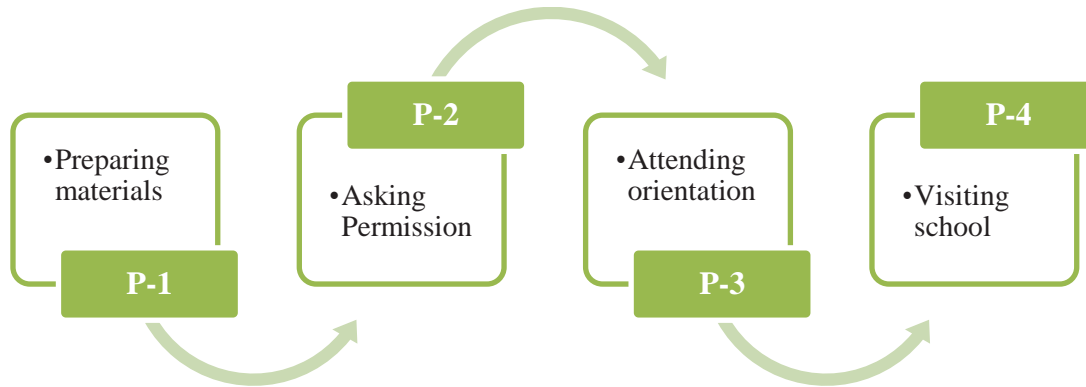 •Preparing
materials
P-1
P-2
•Asking
Permission
•Attending
orientation
P-3
P-4
•Visiting
school